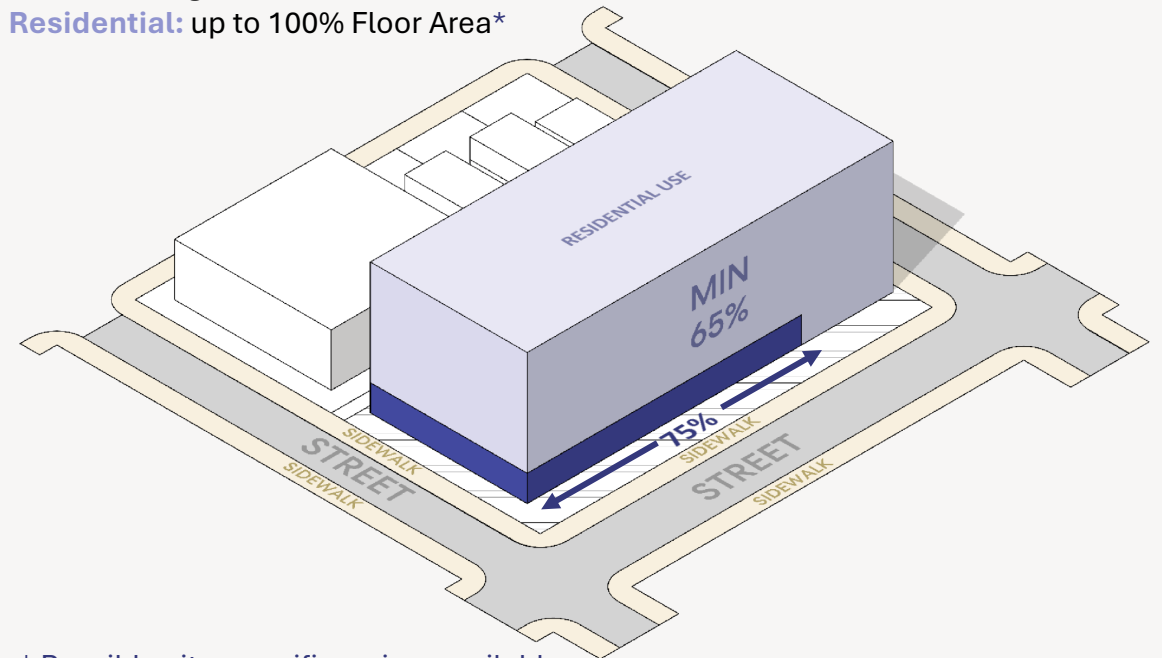 Residential: up to 100% Floor Area*
RESIDENTIAL USE
MIN
65%
75%
SIDEWALK
STREET
SIDEWALK
SIDEWALK
STREET
SIDEWALK